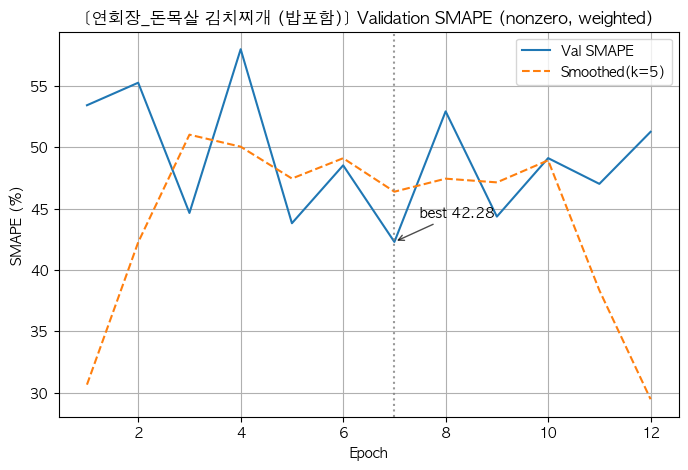 [연회장_돈목살 김치찌개 (밥포함)] Validation SMAPE (nonzero, weighted)
Val SMAPE
Smoothed(k=5)
best 42.28
SMAPE (%)
55
50
45
40
35
30
2 4 6 8 10 12
Epoch